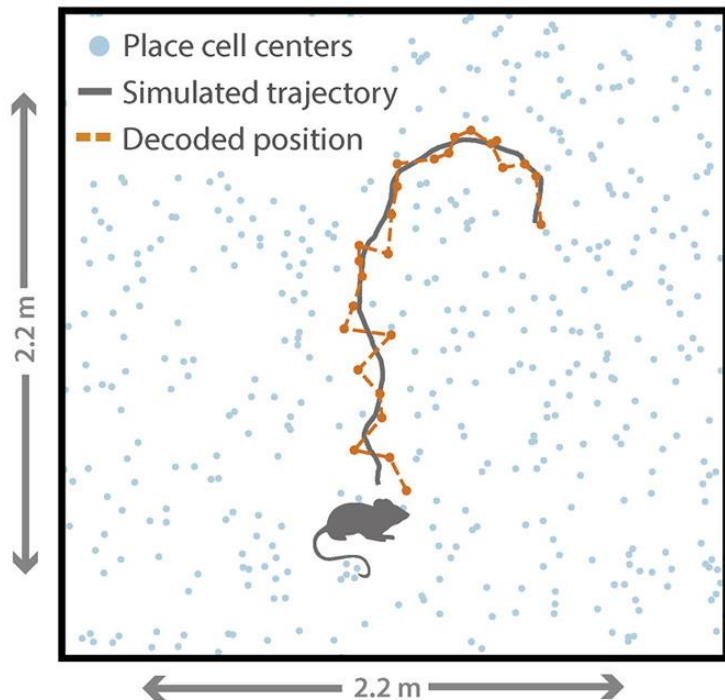 Place cell centers
Simulated trajectory
Decoded position
2.2 m
2.2 m